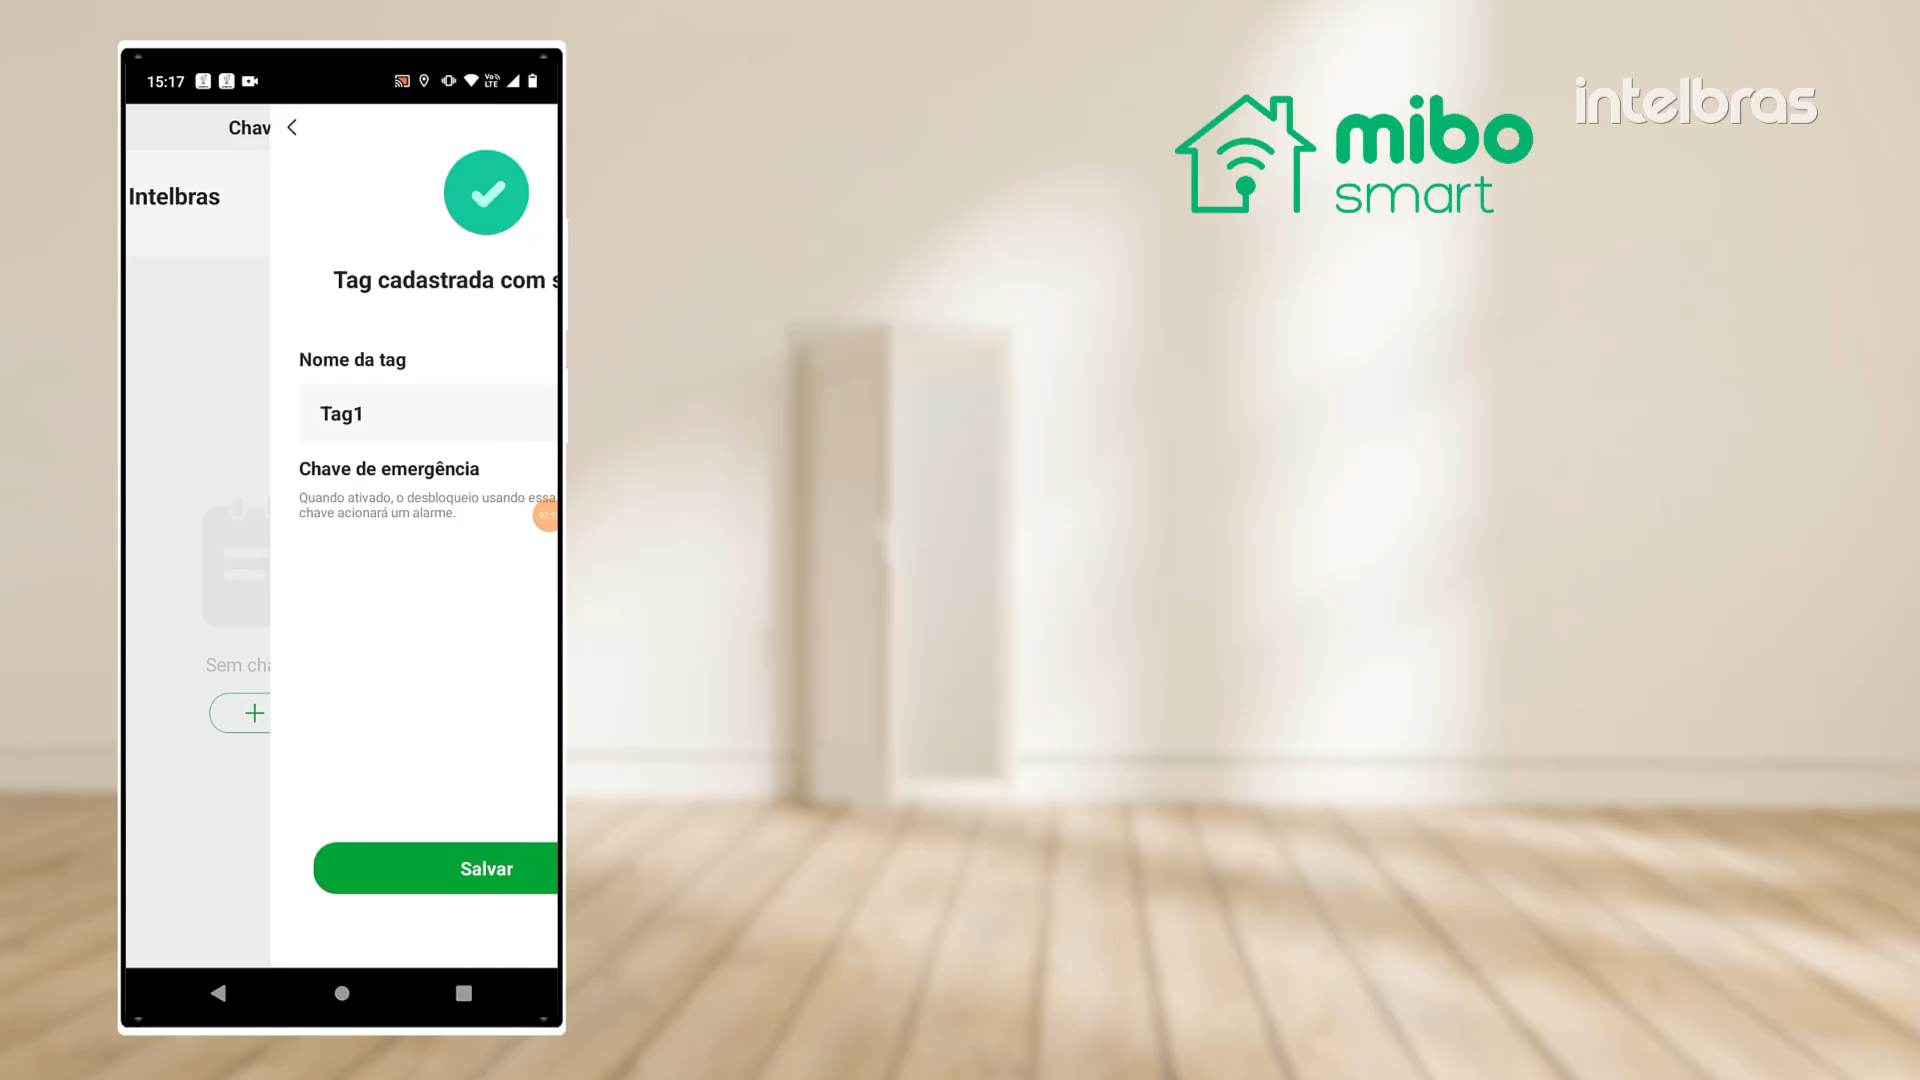 15:17
Chav
Intelbras
Tag cadastrada com s
Nome da tag
Tag1
Chave de emergência
Quando ativado, o desbloqueio usando essa
chave acionará um alarme.
Sem cha
+
Salvar
mibo
smart
intelbras